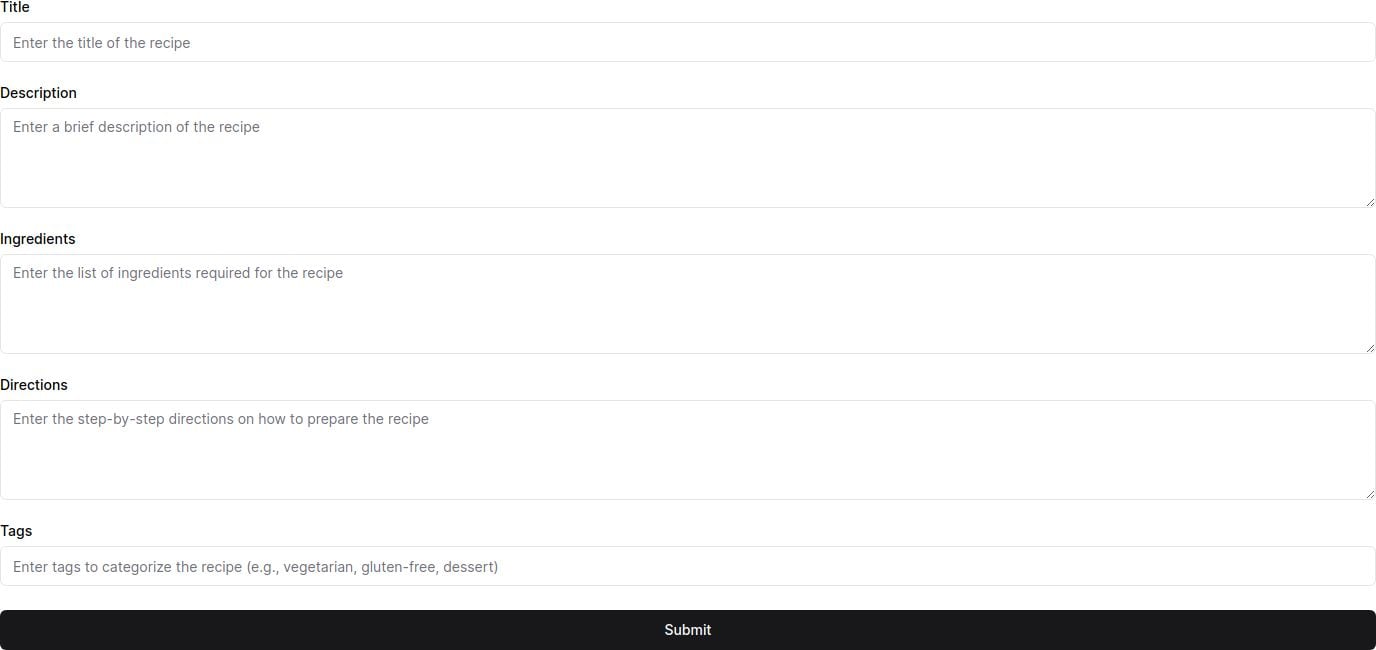 Title
Enter the title of the recipe
Description
Enter a brief description of the recipe
Ingredients
Enter the list of ingredients required for the recipe
Directions
Enter the step-by-step directions on how to prepare the recipe
Tags
Enter tags to categorize the recipe (e.g., vegetarian, gluten-free, dessert)
Submit